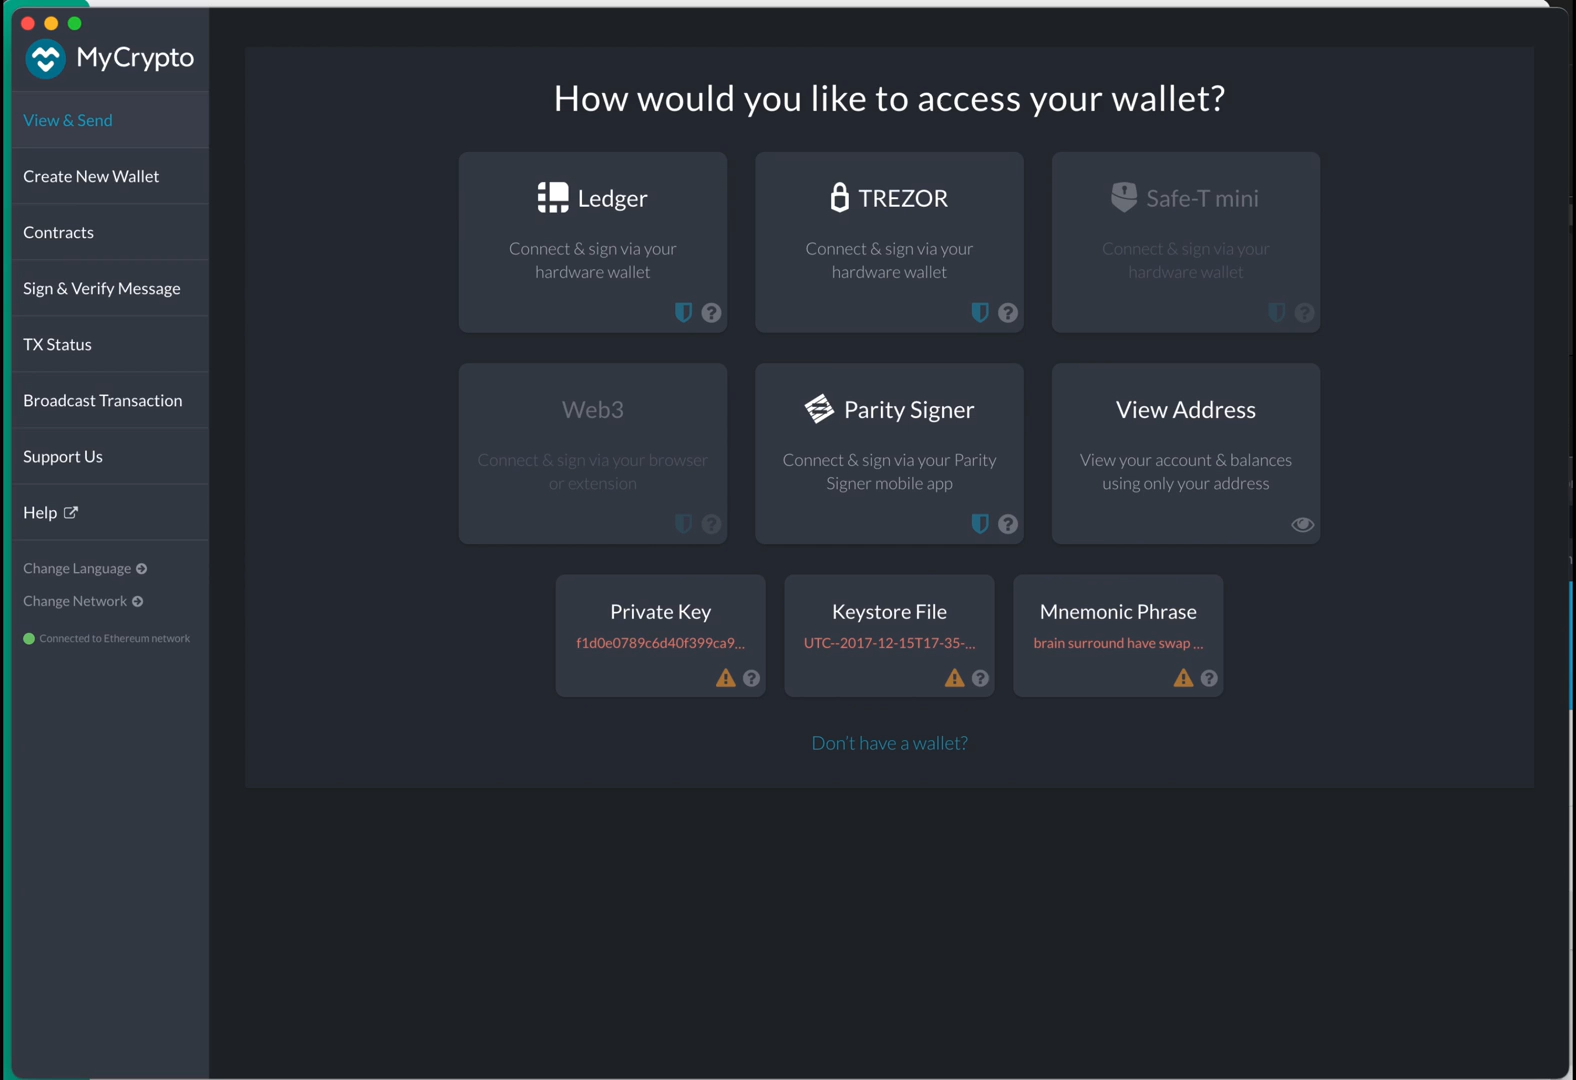 MyCrypto
View & Send
Create New Wallet
Contracts
Sign & Verify Message
TX Status
Broadcast Transaction
Support Us
Help
Change Language
Change Network
Connected to Ethereum network
How would you like to access your wallet?
Ledger
Connect & sign via your
hardware wallet
TREZOR
Connect & sign via your
hardware wallet
Safe-T mini
Connect & sign via your
hardware wallet
Web3
Connect & sign via your browser
or extension
Parity Signer
Connect & sign via your Parity
Signer mobile app
View Address
View your account & balances
using only your address
Private Key
f1d0e0789c6d40f399ca9...
Keystore File
UTC--2017-12-15T17-35-...
Mnemonic Phrase
brain surround have swap ...
Don't have a wallet?